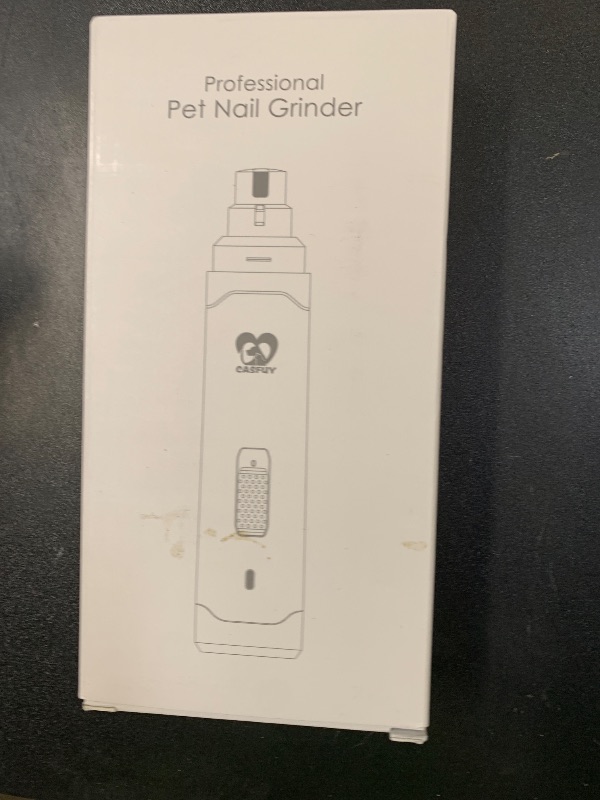 Professional
Pet Nail Grinder
CASFUY